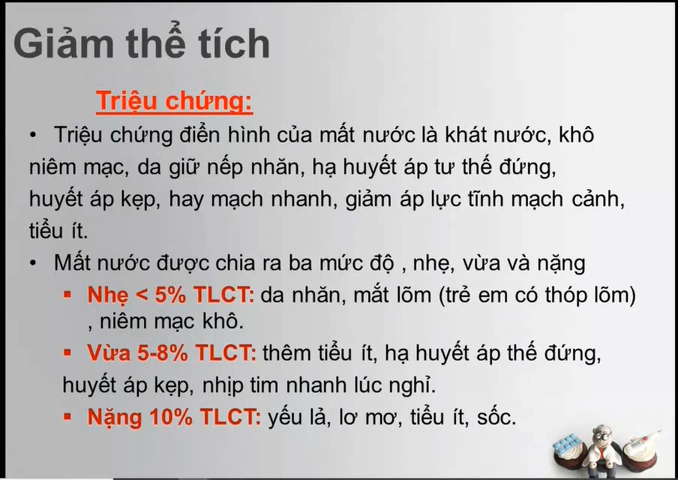 Giảm thể tích
Triệu chứng:
• Triệu chứng điển hình của mất nước là khát nước, khô
niêm mạc, da giữ nếp nhăn, hạ huyết áp tư thế đứng,
huyết áp kẹp, hay mạch nhanh, giảm áp lực tĩnh mạch cảnh,
tiểu ít.
• Mất nước được chia ra ba mức độ , nhẹ, vừa và nặng
▪ Nhẹ < 5% TLCT: da nhăn, mắt lõm (trẻ em có thóp lõm)
, niêm mạc khô.
▪ Vừa 5-8% TLCT: thêm tiểu ít, hạ huyết áp thế đứng,
huyết áp kẹp, nhịp tim nhanh lúc nghỉ.
▪ Nặng 10% TLCT: yếu lả, lơ mơ, tiểu ít, sốc.